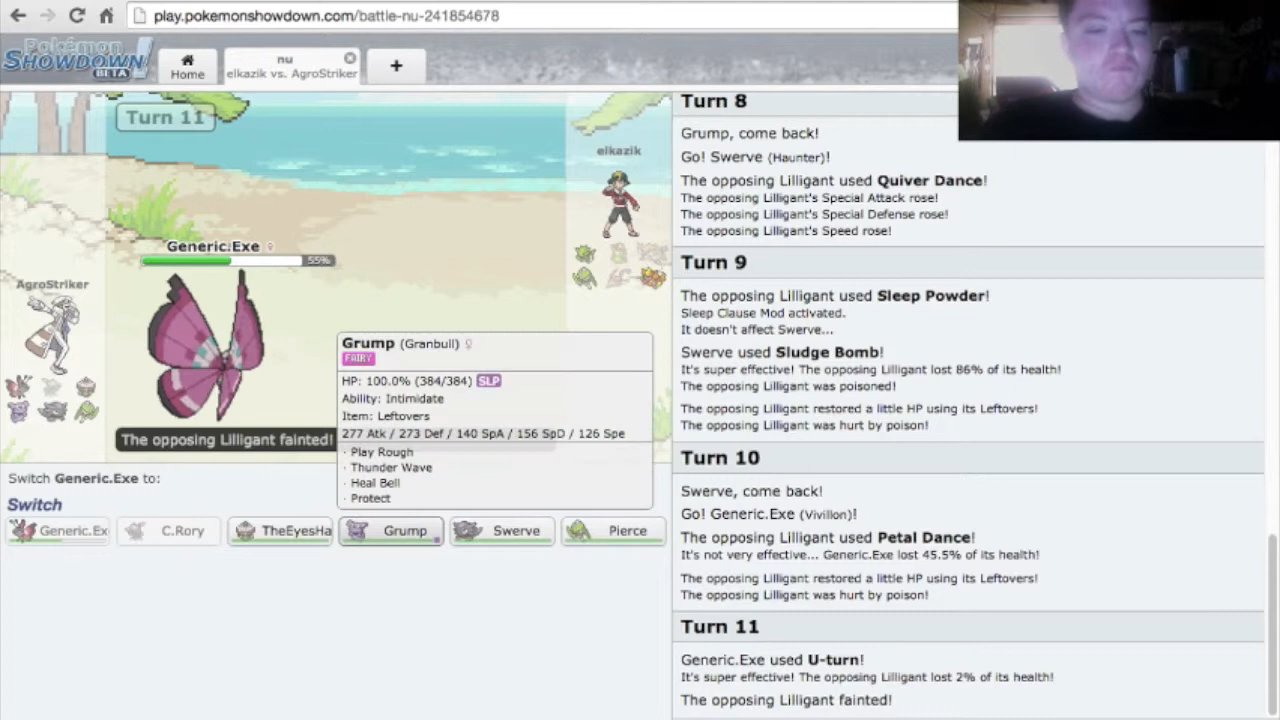 play.pokemonshowdown.com/battle-nu-241854678
Pokémon
SHOWDOWN!
BETA
Home
nu
elkazik vs. AgroStriker
+
Turn 11
elkazik
Generic.Exe ♀
55%
AgroStriker
Grump (Granbull) ♀
FAIRY
HP: 100.0% (384/384) SLP
Ability: Intimidate
Item: Leftovers
277 Atk / 273 Def / 140 SpA / 156 SpD / 126 Spe
· Play Rough
· Thunder Wave
· Heal Bell
· Protect
The opposing Lilligant fainted!
Switch Generic.Exe to:
Switch
Generic.Ex
C.Rory
TheEyesHa
Grump
Swerve
Pierce
Turn 8
Grump, come back!
Go! Swerve (Haunter)!
The opposing Lilligant used Quiver Dance!
The opposing Lilligant's Special Attack rose!
The opposing Lilligant's Special Defense rose!
The opposing Lilligant's Speed rose!
Turn 9
The opposing Lilligant used Sleep Powder!
Sleep Clause Mod activated.
It doesn't affect Swerve...
Swerve used Sludge Bomb!
It's super effective! The opposing Lilligant lost 86% of its health!
The opposing Lilligant was poisoned!
The opposing Lilligant restored a little HP using its Leftovers!
The opposing Lilligant was hurt by poison!
Turn 10
Swerve, come back!
Go! Generic.Exe (Vivillon)!
The opposing Lilligant used Petal Dance!
It's not very effective... Generic.Exe lost 45.5% of its health!
The opposing Lilligant restored a little HP using its Leftovers!
The opposing Lilligant was hurt by poison!
Turn 11
Generic.Exe used U-turn!
It's super effective! The opposing Lilligant lost 2% of its health!
The opposing Lilligant fainted!